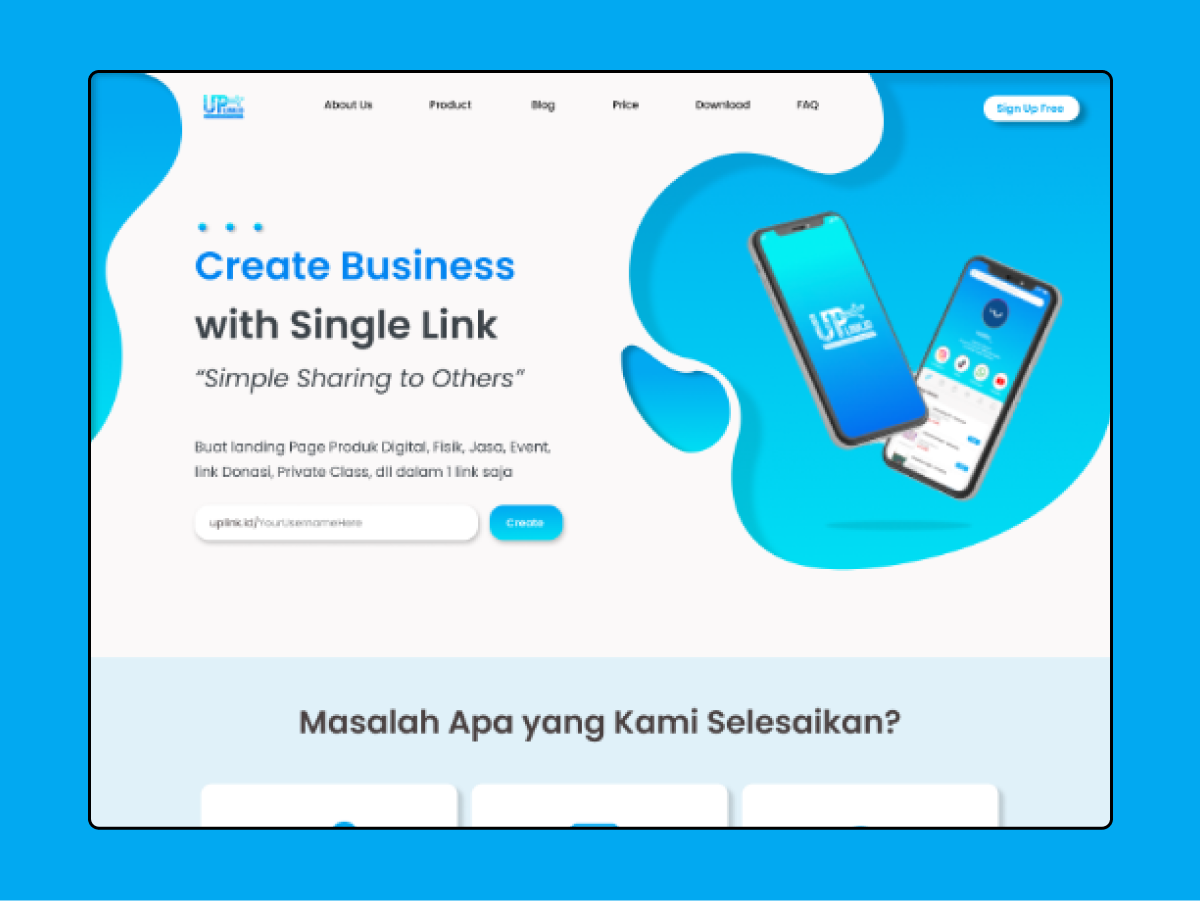 UP LINK.ID
About Us
Product
Blog
Price
Download
FAQ
Sign Up Free
Create Business
with Single Link
“Simple Sharing to Others”
Buat landing Page Produk Digital, Fisik, Jasa, Event,
link Donasi, Private Class, dll dalam 1 link saja
uplink.id/YourUsernameHere
Create
UP LINK.ID
Masalah Apa yang Kami Selesaikan?